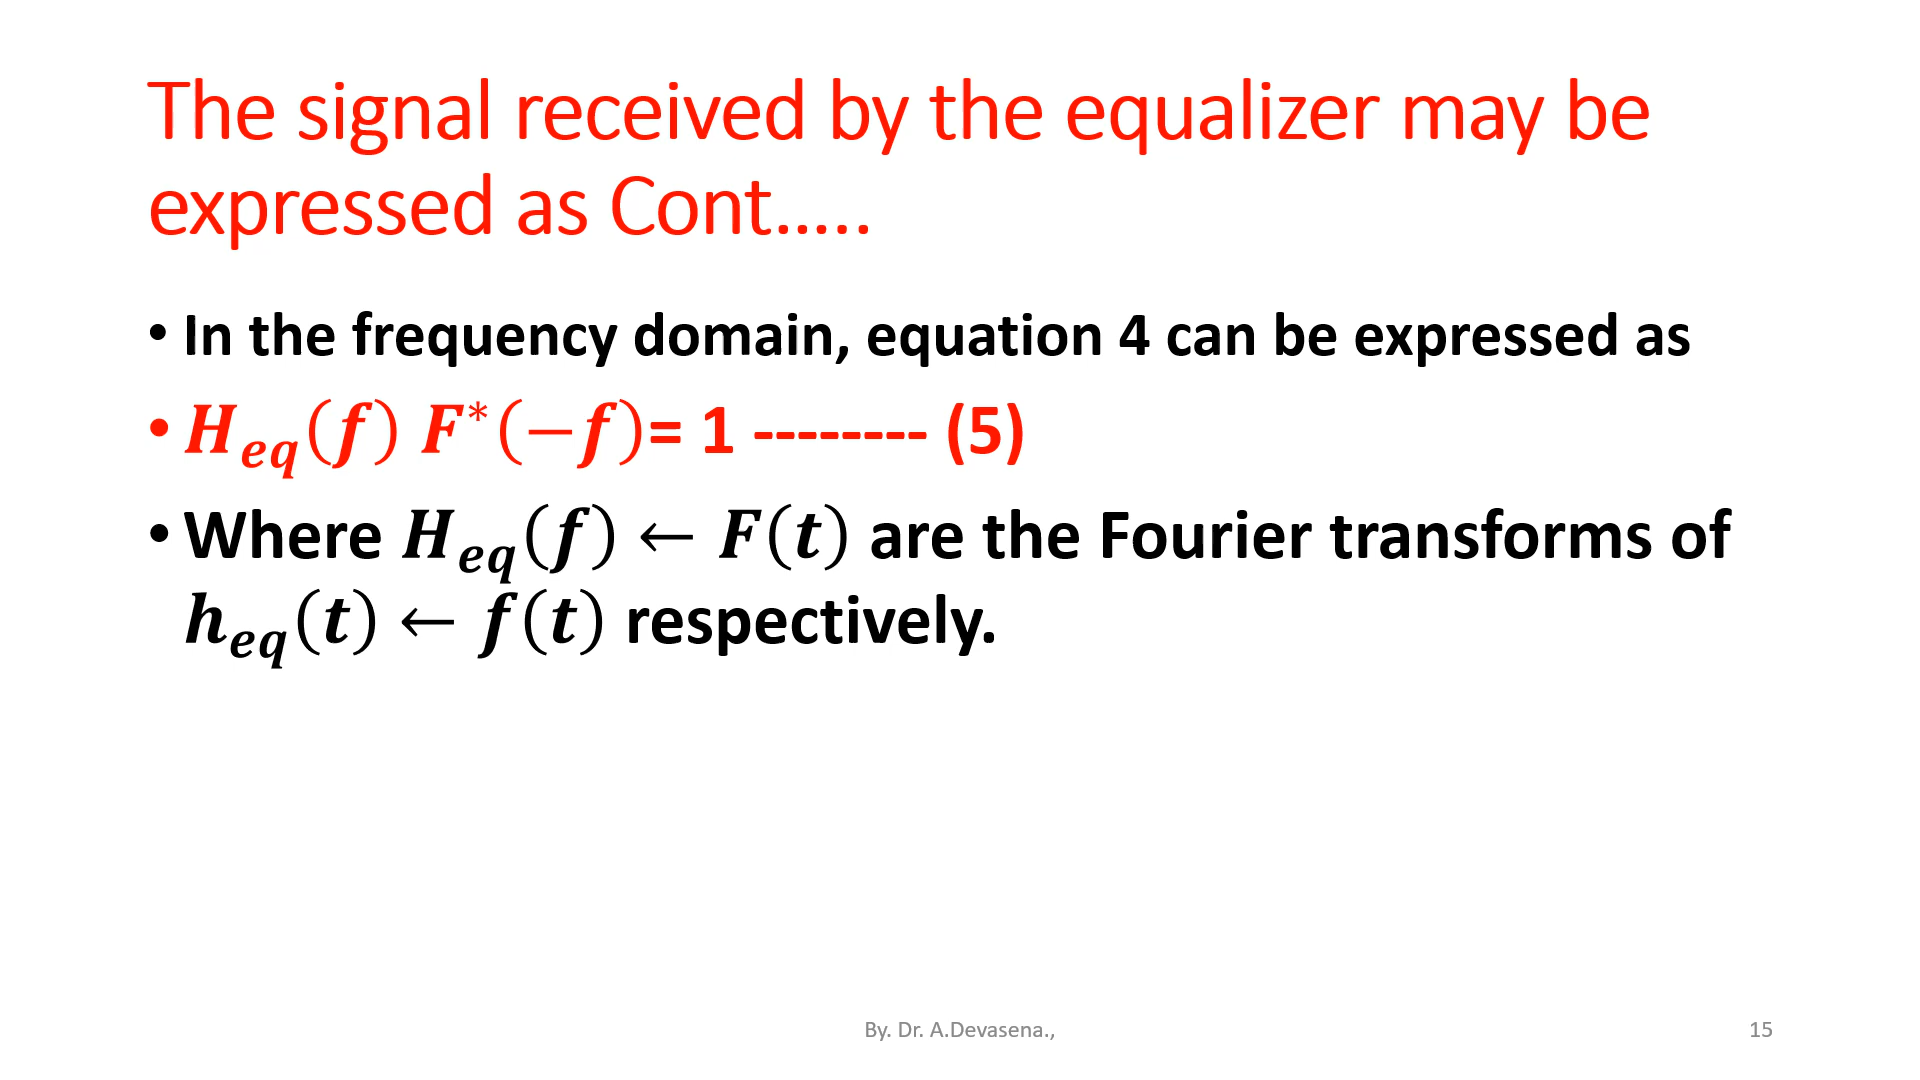 The signal received by the equalizer may be
expressed as Cont…..
• In the frequency domain, equation 4 can be expressed as
• 𝑯𝒆𝒒(𝒇) 𝑭*(−𝒇)= 1 -------- (5)
• Where 𝑯𝒆𝒒(𝒇) ← 𝑭(𝒕) are the Fourier transforms of
𝒉𝒆𝒒(𝒕) ← 𝒇(𝒕) respectively.
By. Dr. A.Devasena.,
15